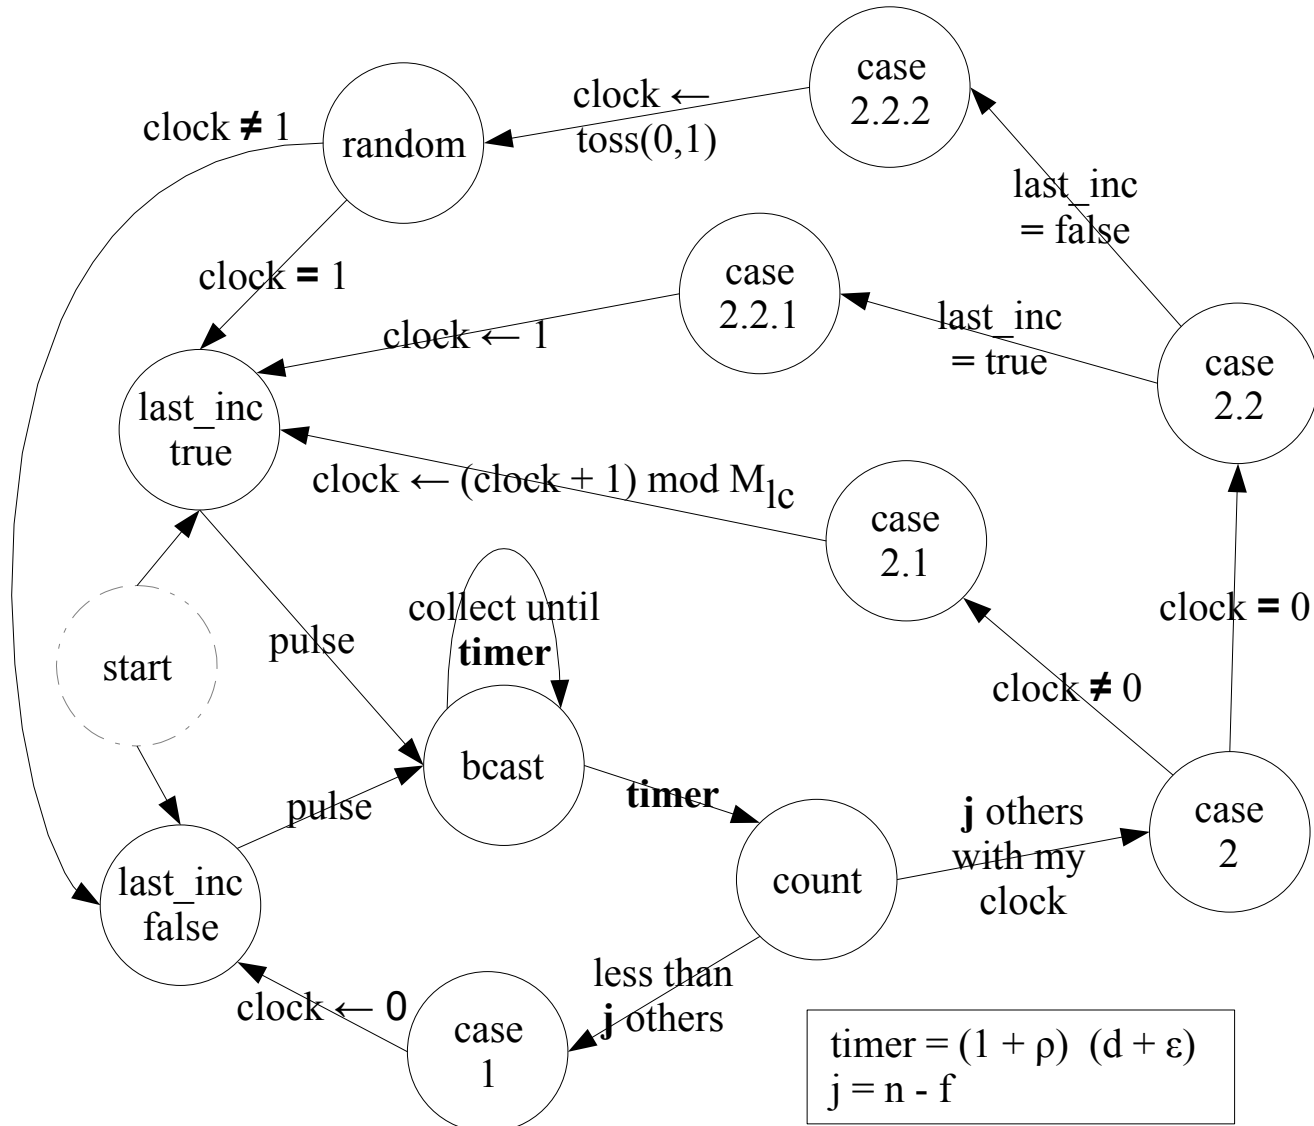 case
2.2.2
clock ←
toss(0,1)
clock ≠ 1
random
last_inc
= false
clock = 1
case
2.2.1
last_inc
= true
clock ← 1
case
2.2
last_inc
true
clock ← (clock + 1) mod Mlc
case
2.1
clock = 0
collect until
timer
pulse
start
clock ≠ 0
bcast
timer
pulse
j others
with my
clock
case
2
count
last_inc
false
less than
j others
clock ← 0
case
1
timer = (1 + ρ) (d + ε)
j = n - f